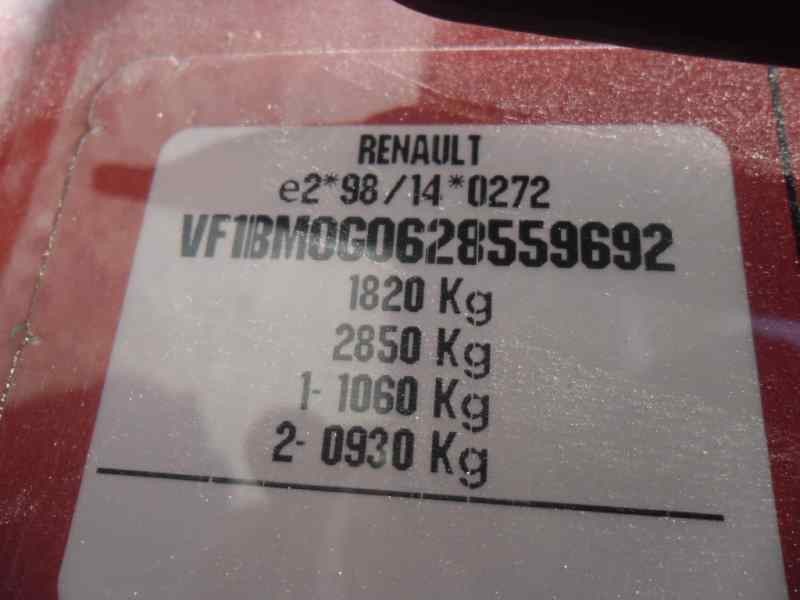 RENAULT
e2*98/14*0272
VF1BM0G0628559692
1820 Kg
2850 Kg
1- 1060 Kg
2- 0930 Kg